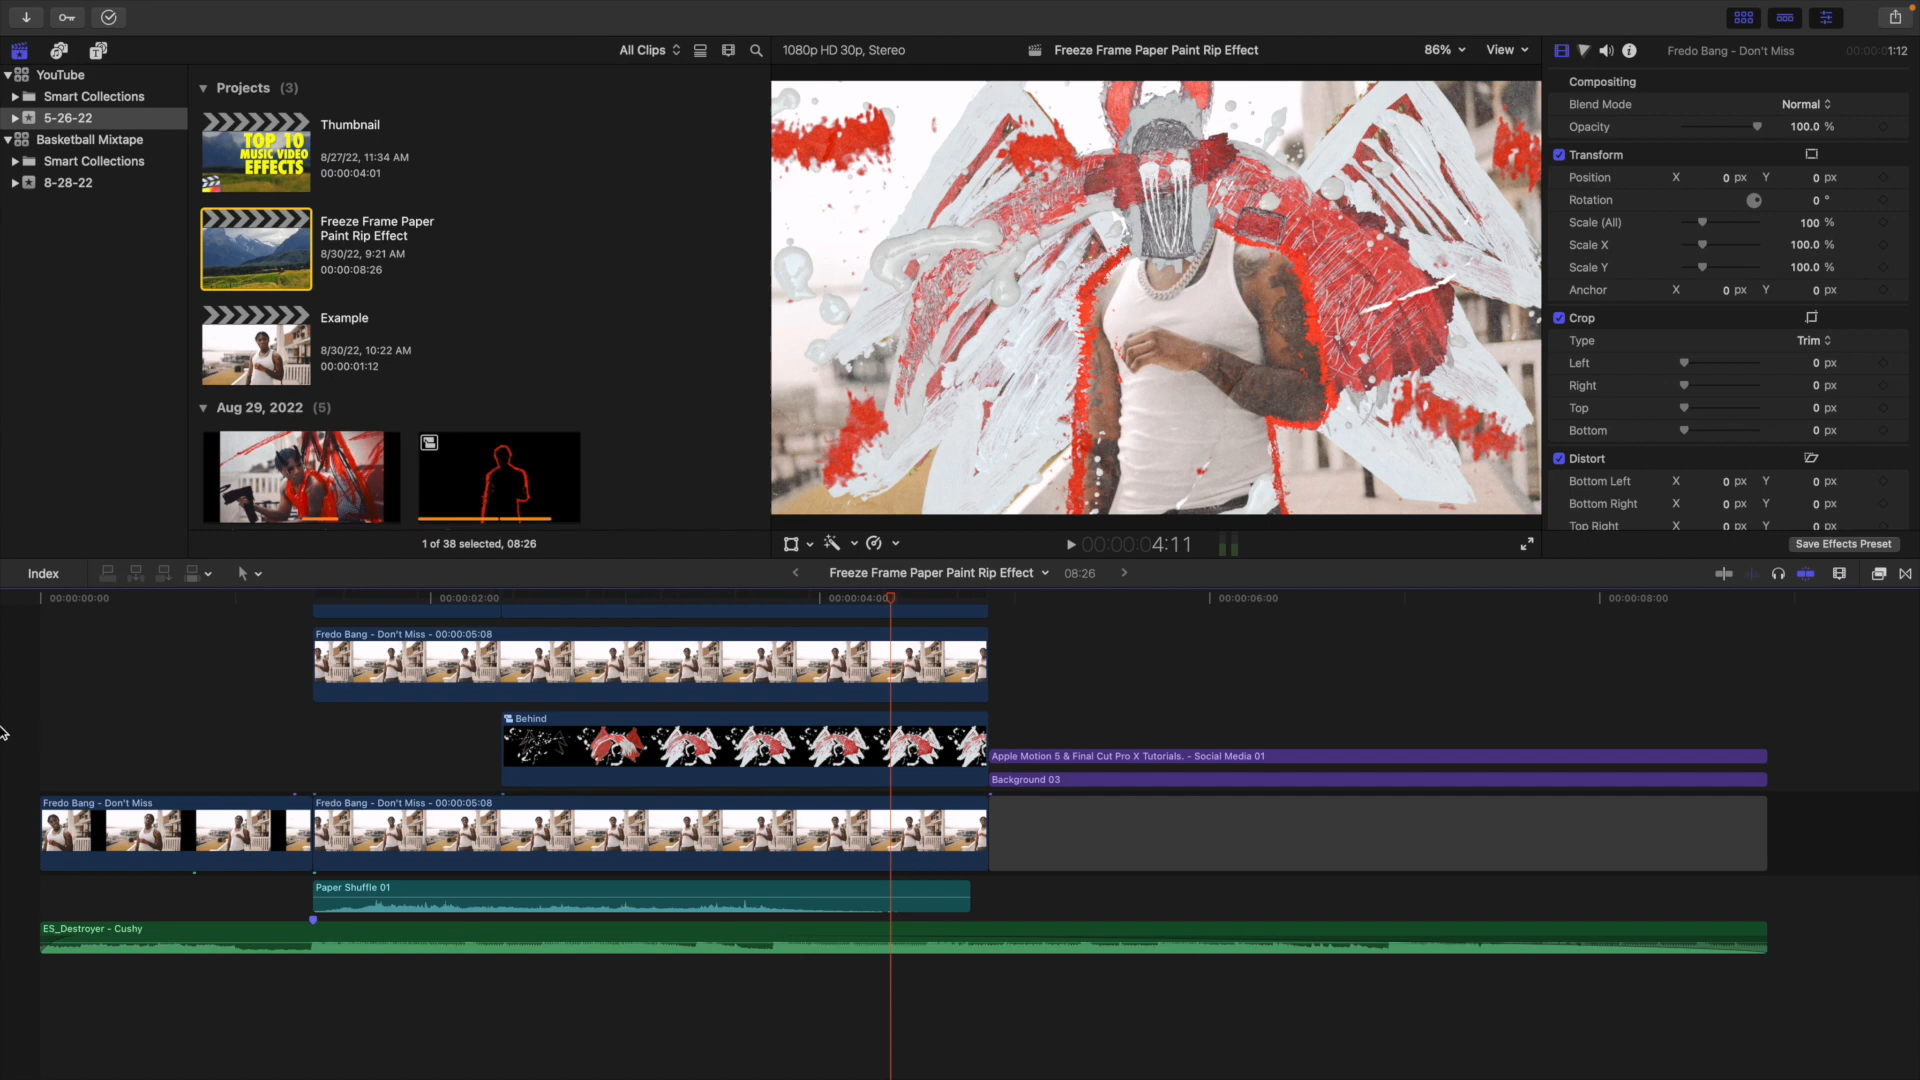 All Clips
1080p HD 30p, Stereo
Freeze Frame Paper Paint Rip Effect
86%
View
Fredo Bang - Don't Miss
00:00:01:12
YouTube
Smart Collections
5-26-22
Basketball Mixtape
Smart Collections
8-28-22
Projects (3)
TOP 10
MUSIC VIDEO
EFFECTS
Thumbnail
8/27/22, 11:34 AM
00:00:04:01
Freeze Frame Paper
Paint Rip Effect
8/30/22, 9:21 AM
00:00:08:26
Example
8/30/22, 10:22 AM
00:00:01:12
Aug 29, 2022 (5)
1 of 38 selected, 08:26
00:00:04:11
Compositing
Blend Mode Normal
Opacity 100.0 %
Transform
Position X 0 px Y 0 px
Rotation 0 °
Scale (All) 100 %
Scale X 100.0 %
Scale Y 100.0 %
Anchor X 0 px Y 0 px
Crop
Type Trim
Left 0 px
Right 0 px
Top 0 px
Bottom 0 px
Distort
Bottom Left X 0 px Y 0 px
Bottom Right X 0 px Y 0 px
Top Right X 0 px Y 0 px
Save Effects Preset
Index
Freeze Frame Paper Paint Rip Effect
08:26
00:00:00:00
00:00:02:00
00:00:04:00
00:00:06:00
00:00:08:00
Fredo Bang - Don't Miss - 00:00:05:08
Behind
Apple Motion 5 & Final Cut Pro X Tutorials. - Social Media 01
Background 03
Fredo Bang - Don't Miss
Fredo Bang - Don't Miss - 00:00:05:08
Paper Shuffle 01
ES_Destroyer - Cushy